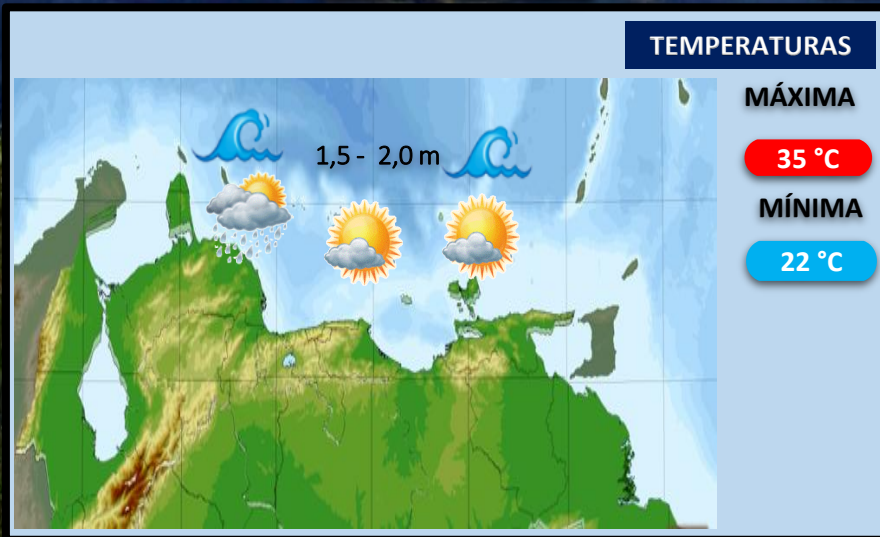 TEMPERATURAS
MÁXIMA
35 °C
MÍNIMA
22 °C
1,5 - 2,0 m